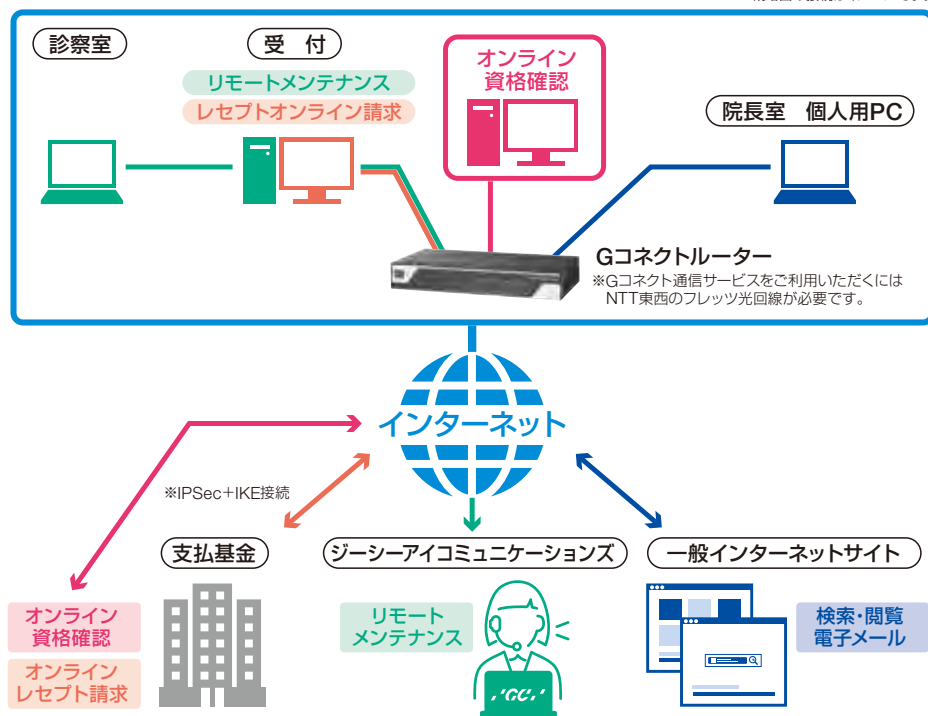 診察室
受　付
リモートメンテナンス
レセプトオンライン請求
オンライン
資格確認
院長室　個人用PC
Gコネクトルーター
※Gコネクト通信サービスをご利用いただくには
NTT東西のフレッツ光回線が必要です。
インターネット
※IPSec+IKE接続
支払基金
ジーシーアイコミュニケーションズ
一般インターネットサイト
オンライン
資格確認
オンライン
レセプト請求
リモート
メンテナンス
'GC,'
検索・閲覧
電子メール